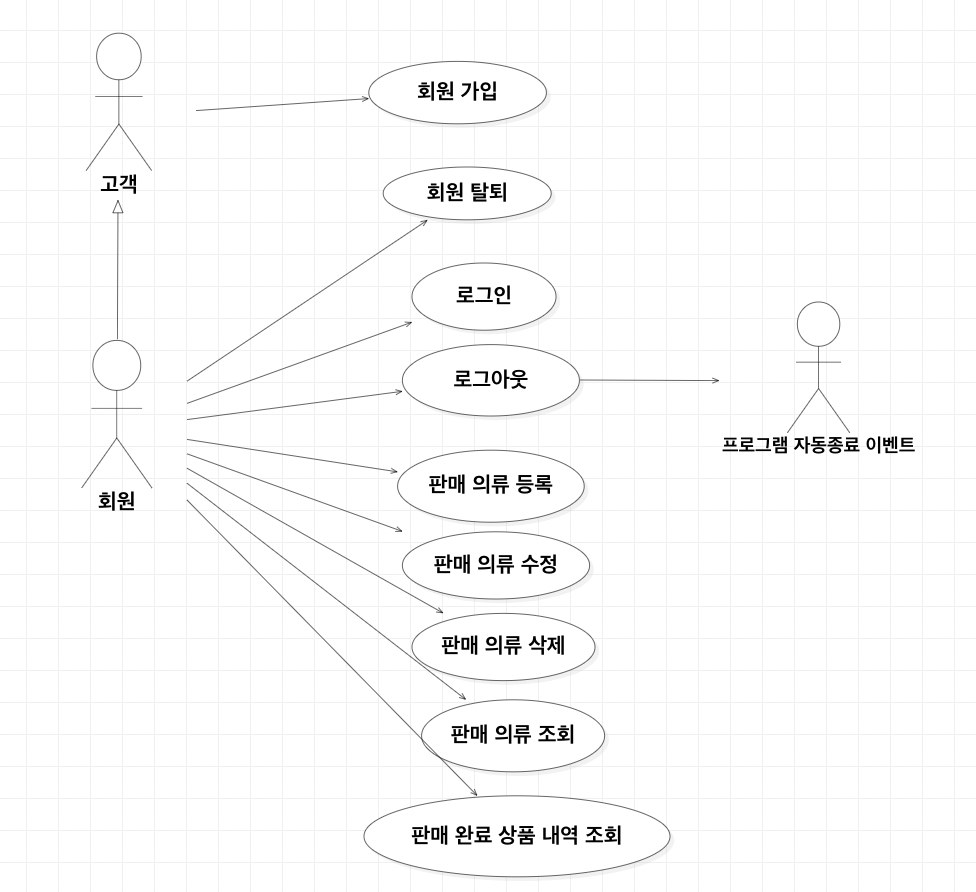 회원 가입
고객
회원 탈퇴
로그인
로그아웃
프로그램 자동종료 이벤트
회원
판매 의류 등록
판매 의류 수정
판매 의류 삭제
판매 의류 조회
판매 완료 상품 내역 조회